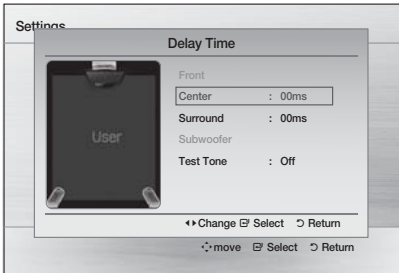 Settings
Delay Time
User
Front
Center : 00ms
Surround : 00ms
Subwoofer
Test Tone : Off
Change Select Return
move Select Return